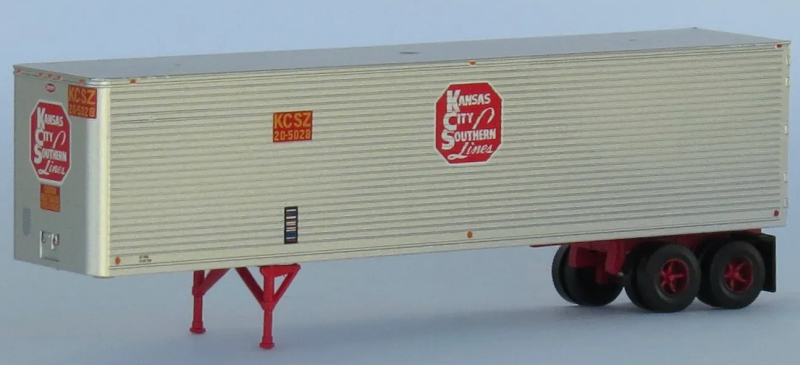 KCSZ
20-5028
KANSAS
CITY
SOUTHERN
Lines
KCSZ
20-5028
KANSAS
CITY
SOUTHERN
Lines